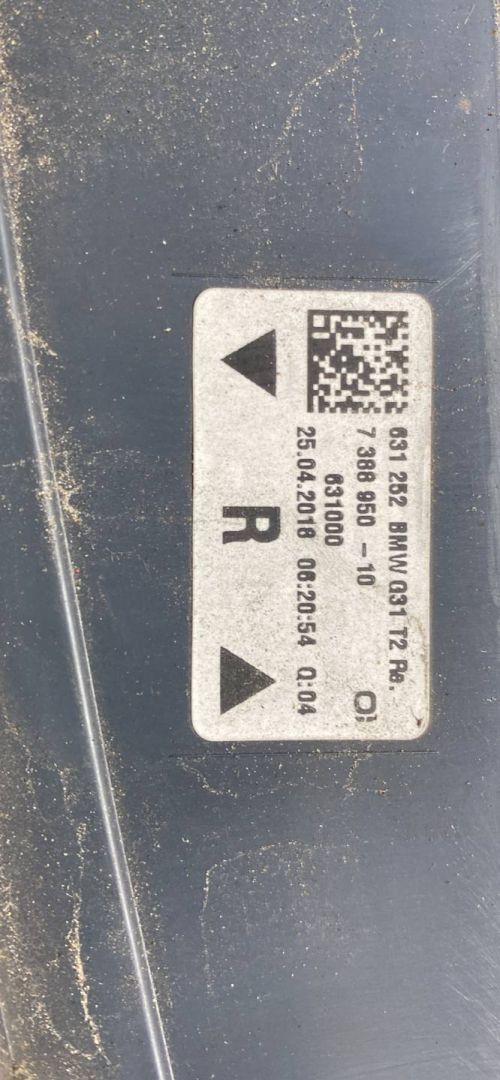 631 252 BMW G31 T2 Re.
7 388 950 - 10
631000
25.04.2018 06:20:54 Q:04
R